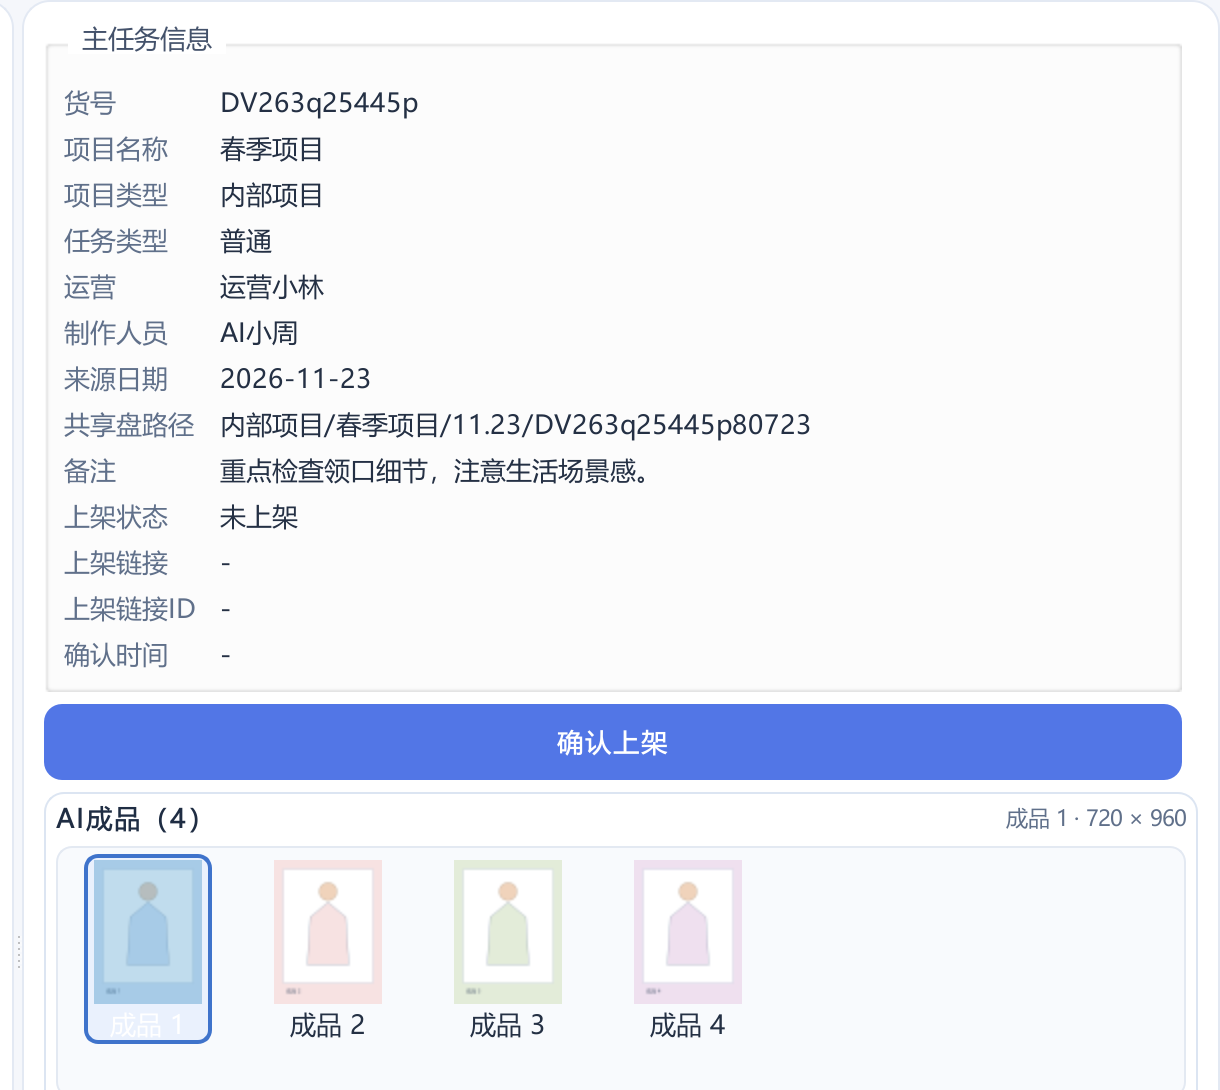 主任务信息
货号 DV263q25445p
项目名称 春季项目
项目类型 内部项目
任务类型 普通
运营 运营小林
制作人员 AI小周
来源日期 2026-11-23
共享盘路径 内部项目/春季项目/11.23/DV263q25445p80723
备注 重点检查领口细节，注意生活场景感。
上架状态 未上架
上架链接 -
上架链接ID -
确认时间 -
确认上架
AI成品（4） 成品 1 · 720 × 960
成品 1 成品 2 成品 3 成品 4